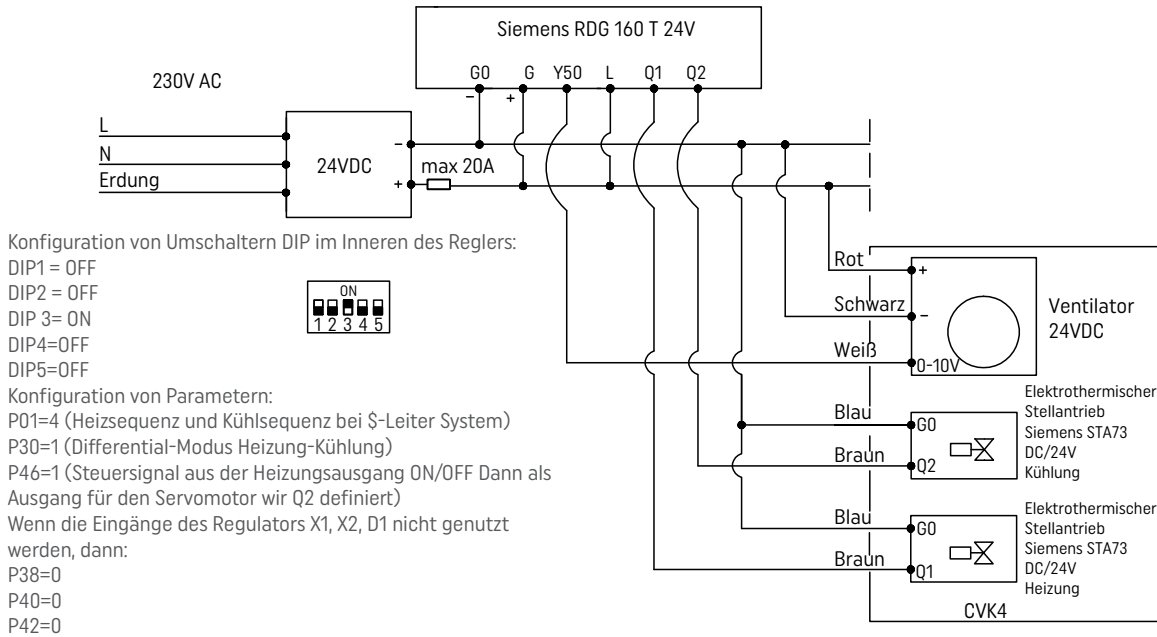 Siemens RDG 160 T 24V
G0 G Y50 L Q1 Q2
230V AC
− +
L
N
Erdung
24VDC
−
+
max 20A
Konfiguration von Umschaltern DIP im Inneren des Reglers:
DIP1 = OFF
DIP2 = OFF
DIP 3= ON
DIP4=OFF
DIP5=OFF
ON
1 2 3 4 5
Konfiguration von Parametern:
P01=4 (Heizsequenz und Kühlsequenz bei $-Leiter System)
P30=1 (Differential-Modus Heizung-Kühlung)
P46=1 (Steuersignal aus der Heizungsausgang ON/OFF Dann als
Ausgang für den Servomotor wir Q2 definiert)
Wenn die Eingänge des Regulators X1, X2, D1 nicht genutzt
werden, dann:
P38=0
P40=0
P42=0
Rot
+
Schwarz
−
Weiß
0-10V
Ventilator
24VDC
Blau
G0
Braun
Q2
Elektrothermischer
Stellantrieb
Siemens STA73
DC/24V
Kühlung
Blau
G0
Braun
Q1
Elektrothermischer
Stellantrieb
Siemens STA73
DC/24V
Heizung
CVK4